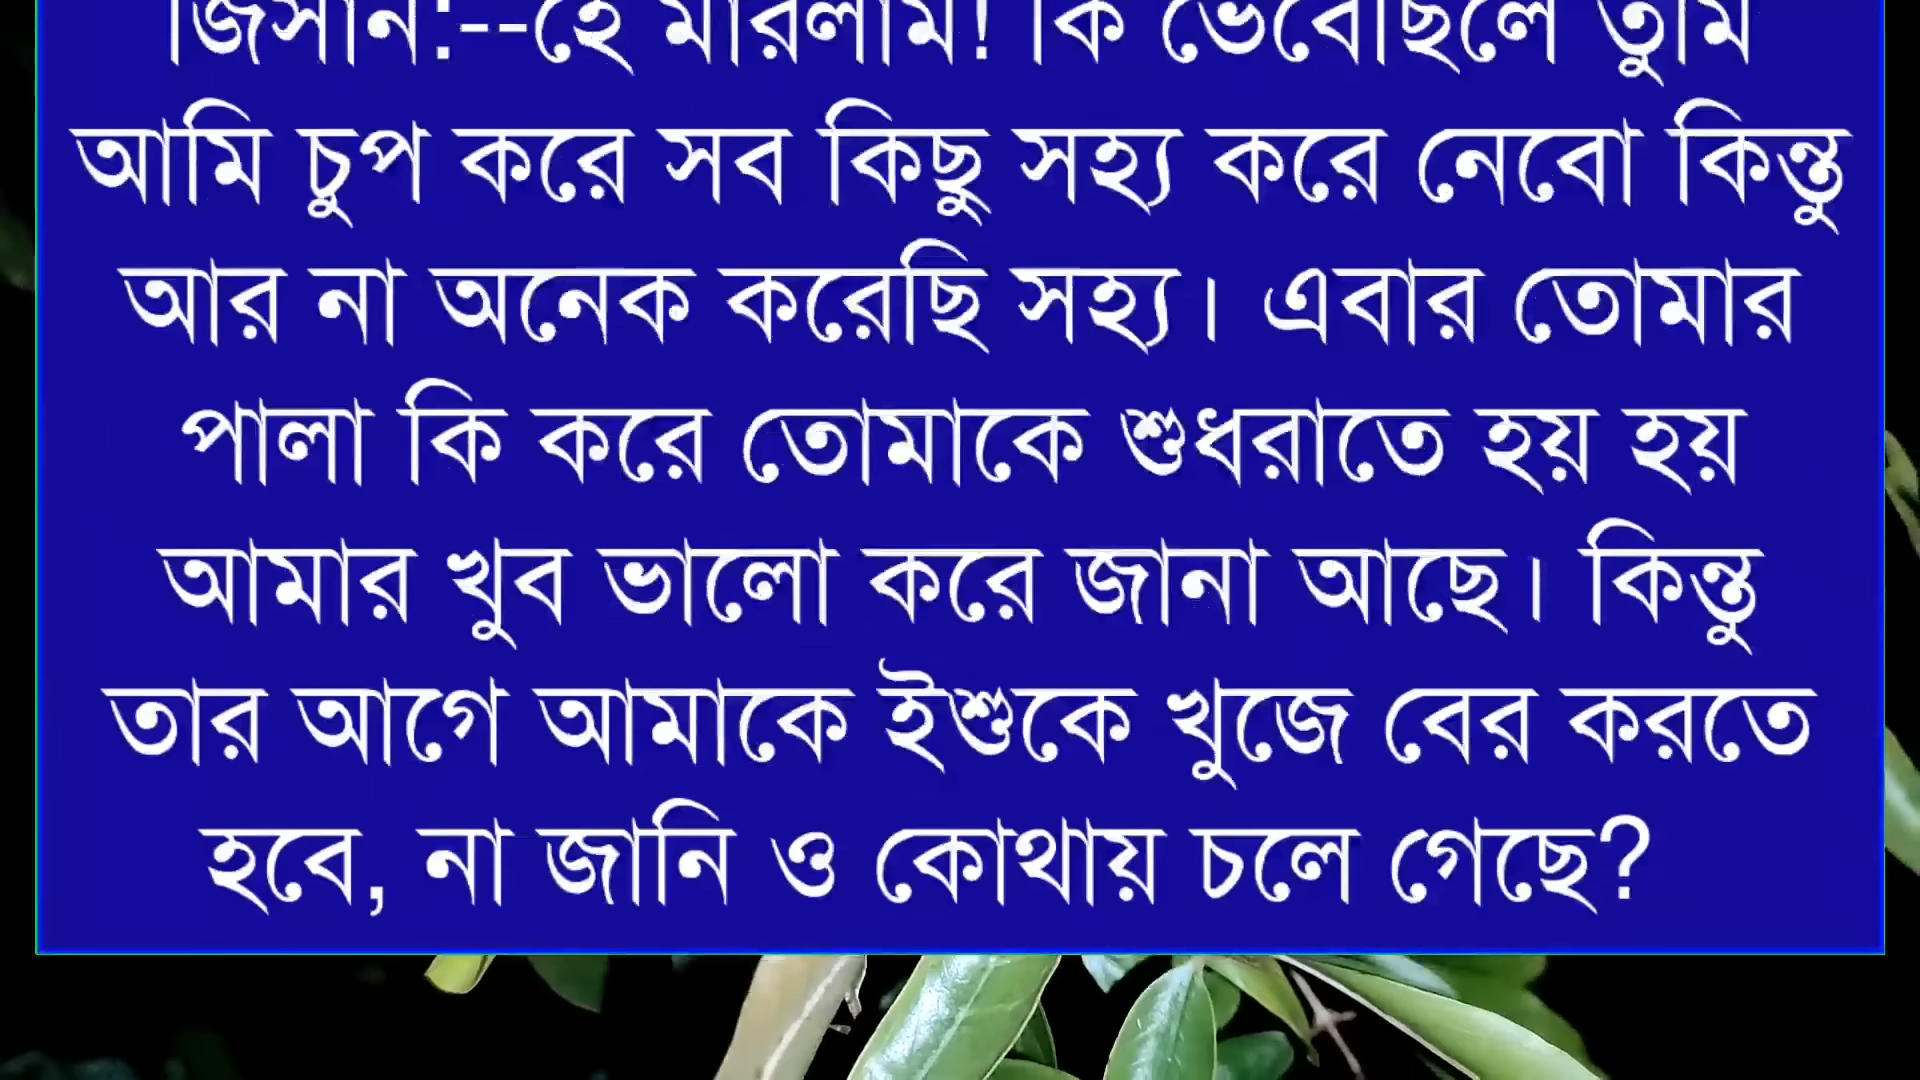 জিসান:--হে মারলাম! কি ভেবেছিলে তুমি
আমি চুপ করে সব কিছু সহ্য করে নেবো কিন্তু
আর না অনেক করেছি সহ্য। এবার তোমার
পালা কি করে তোমাকে শুধরাতে হয় হয়
আমার খুব ভালো করে জানা আছে। কিন্তু
তার আগে আমাকে ইশুকে খুজে বের করতে
হবে, না জানি ও কোথায় চলে গেছে?